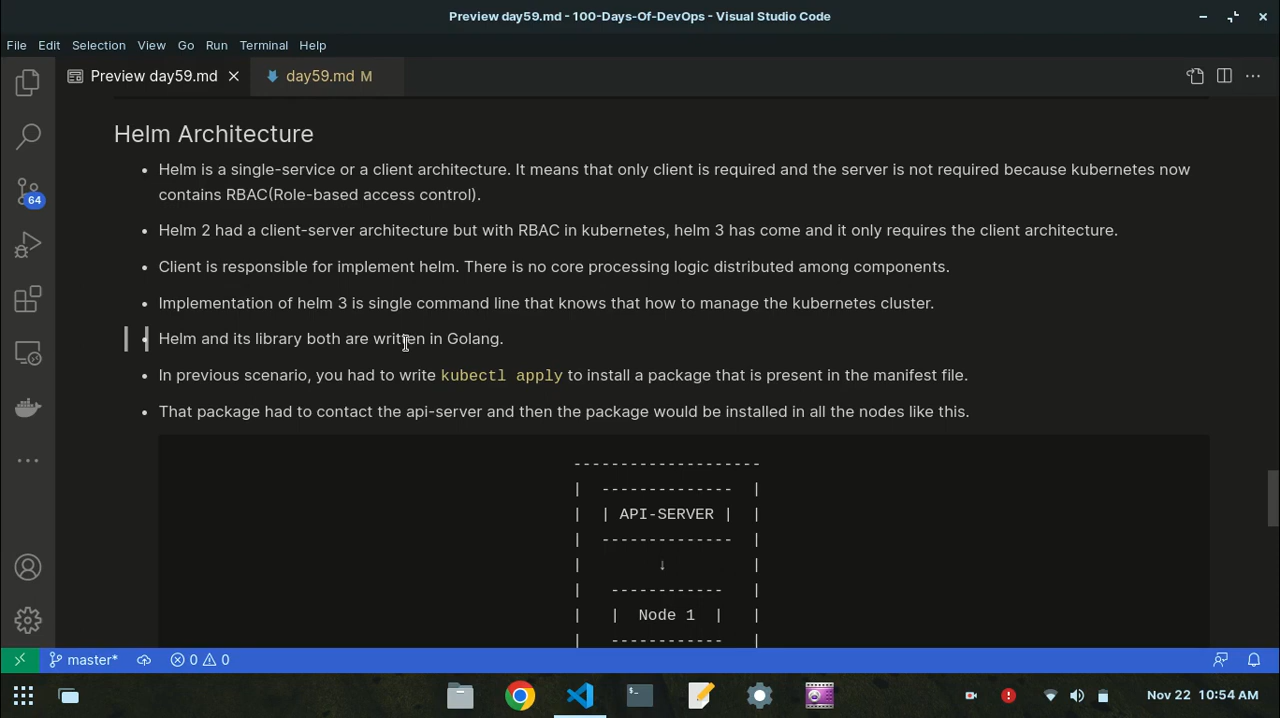 Preview day59.md - 100-Days-Of-DevOps - Visual Studio Code
File Edit Selection View Go Run Terminal Help
Preview day59.md day59.md M
Helm Architecture
• Helm is a single-service or a client architecture. It means that only client is required and the server is not required because kubernetes now
contains RBAC(Role-based access control).
• Helm 2 had a client-server architecture but with RBAC in kubernetes, helm 3 has come and it only requires the client architecture.
• Client is responsible for implement helm. There is no core processing logic distributed among components.
• Implementation of helm 3 is single command line that knows that how to manage the kubernetes cluster.
• Helm and its library both are written in Golang.
• In previous scenario, you had to write kubectl apply to install a package that is present in the manifest file.
• That package had to contact the api-server and then the package would be installed in all the nodes like this.
--------------------
| -------------- |
| | API-SERVER | |
| -------------- |
| ↓ |
| ------------ |
| | Node 1 | |
| ------------ |
64
master* 0 0
Nov 22 10:54 AM